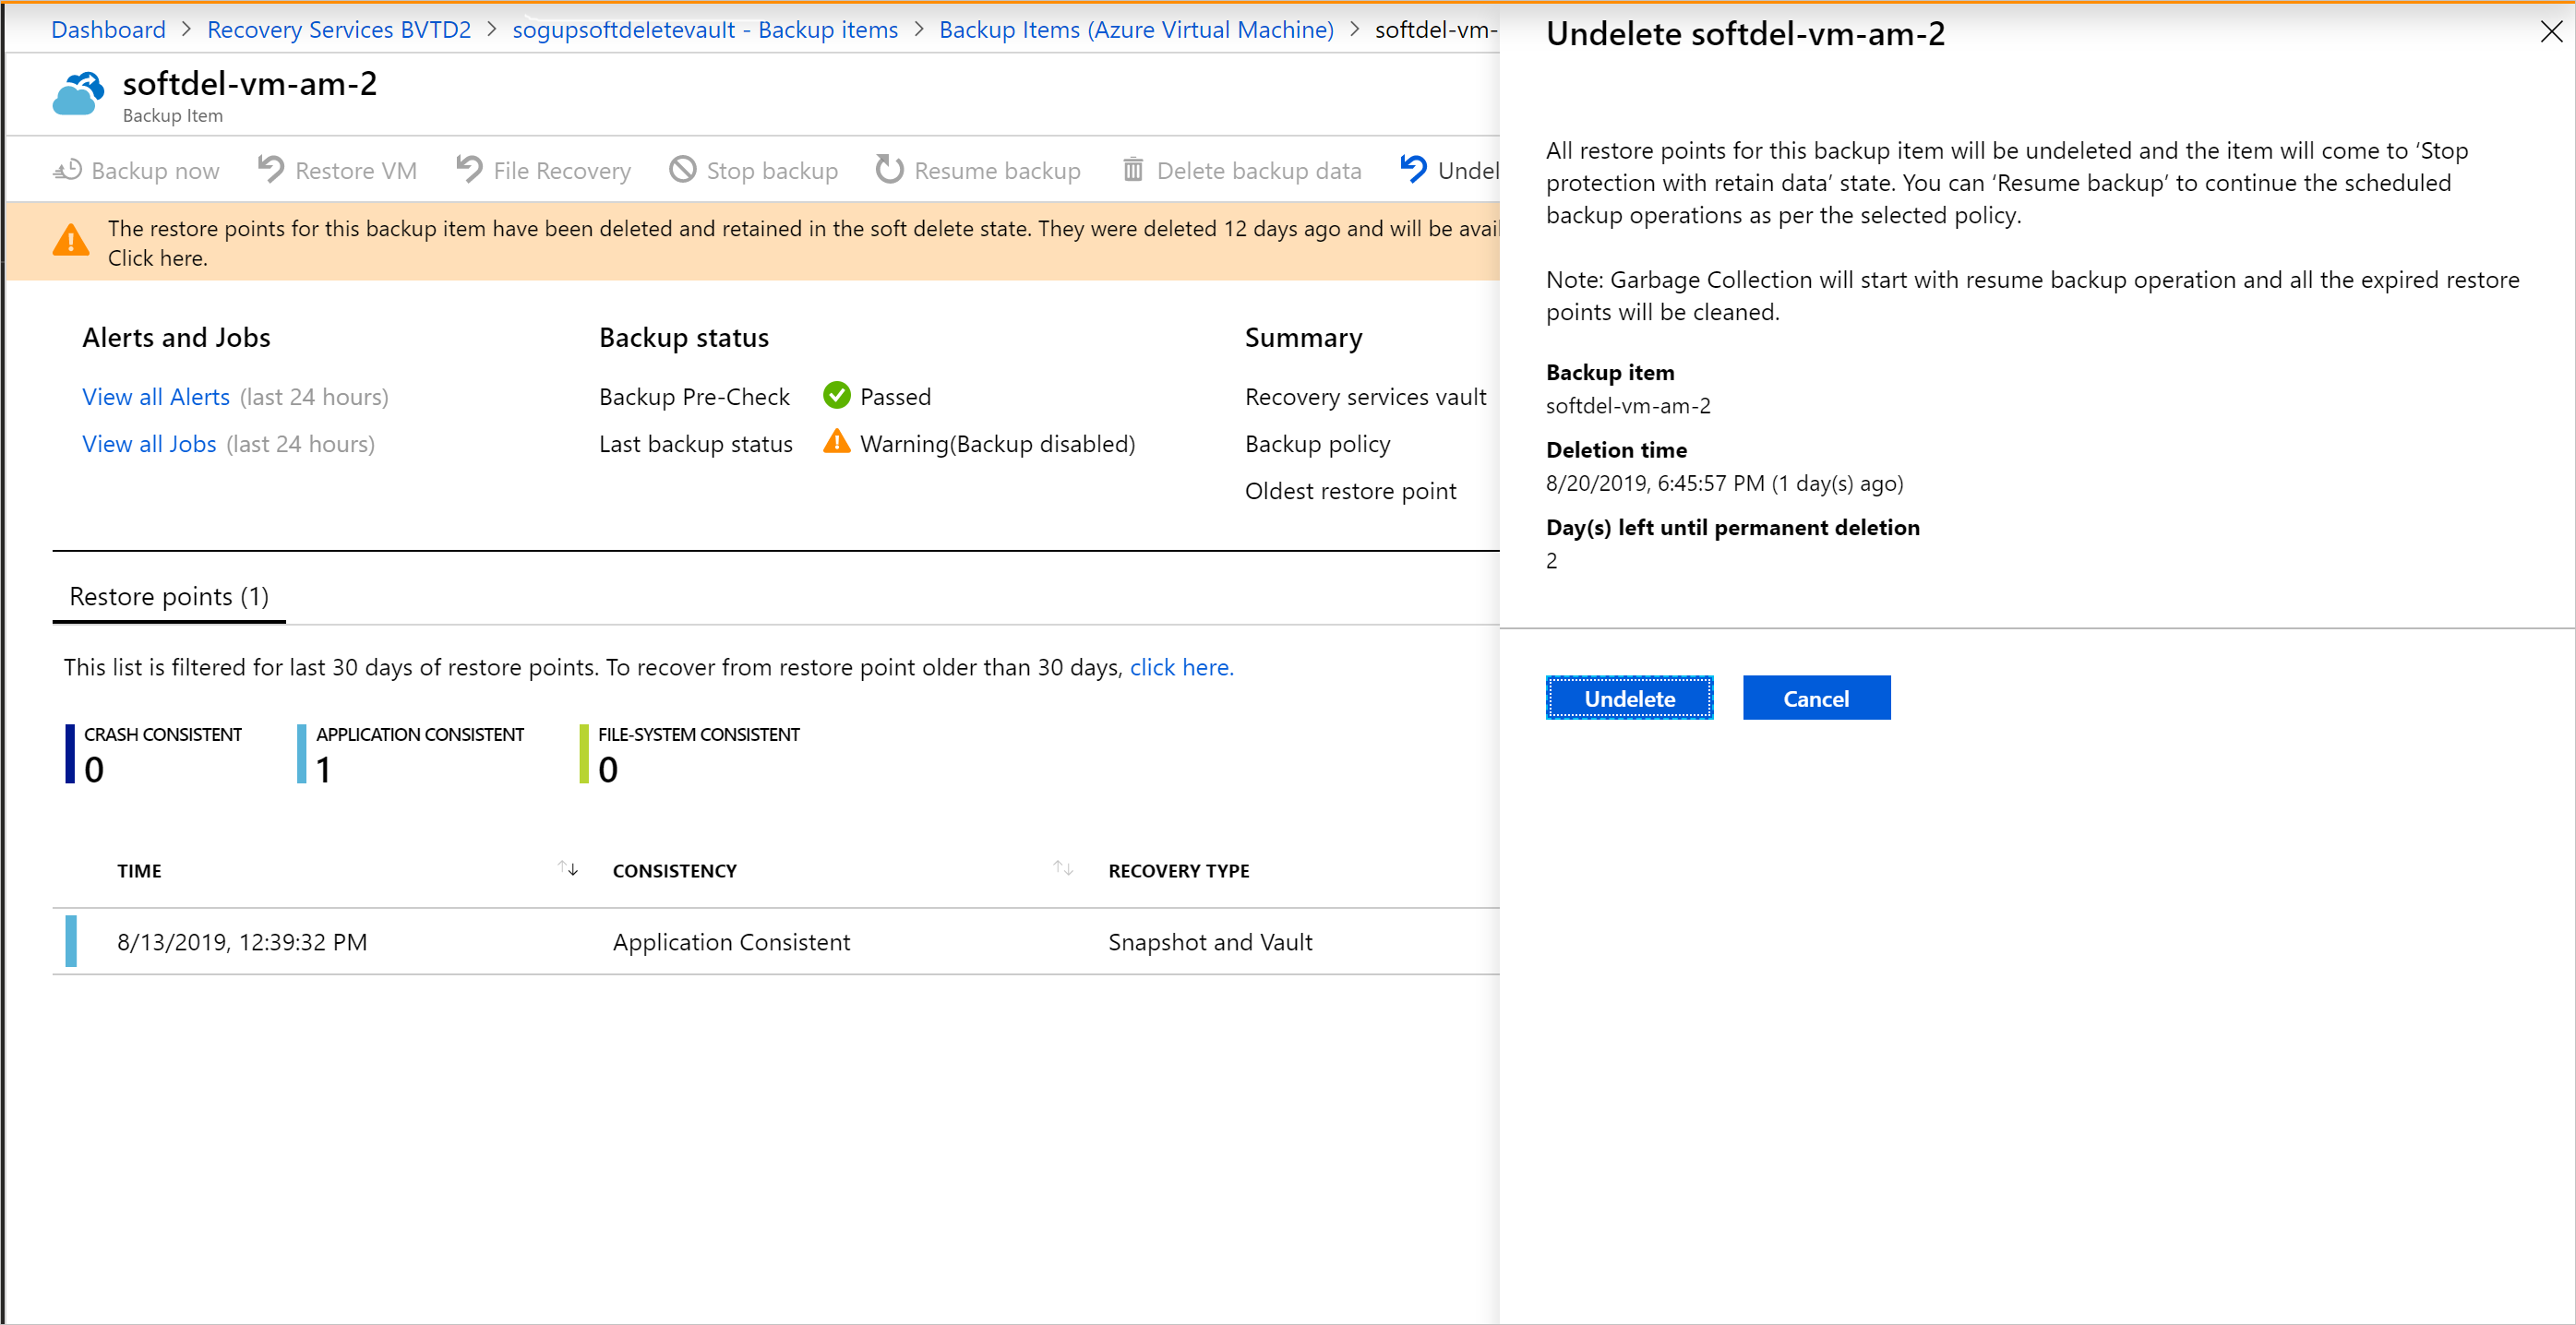 Dashboard > Recovery Services BVTD2 > sogupsoftdeletevault - Backup items > Backup Items (Azure Virtual Machine) > softdel-vm-
softdel-vm-am-2
Backup Item
Backup now Restore VM File Recovery Stop backup Resume backup Delete backup data Undel
The restore points for this backup item have been deleted and retained in the soft delete state. They were deleted 12 days ago and will be avail
Click here.
Alerts and Jobs
View all Alerts (last 24 hours)
View all Jobs (last 24 hours)
Backup status
Backup Pre-Check Passed
Last backup status Warning(Backup disabled)
Summary
Recovery services vault
Backup policy
Oldest restore point
Restore points (1)
This list is filtered for last 30 days of restore points. To recover from restore point older than 30 days, click here.
CRASH CONSISTENT
0
APPLICATION CONSISTENT
1
FILE-SYSTEM CONSISTENT
0
TIME CONSISTENCY RECOVERY TYPE
8/13/2019, 12:39:32 PM Application Consistent Snapshot and Vault
Undelete softdel-vm-am-2
All restore points for this backup item will be undeleted and the item will come to ‘Stop
protection with retain data’ state. You can ‘Resume backup’ to continue the scheduled
backup operations as per the selected policy.
Note: Garbage Collection will start with resume backup operation and all the expired restore
points will be cleaned.
Backup item
softdel-vm-am-2
Deletion time
8/20/2019, 6:45:57 PM (1 day(s) ago)
Day(s) left until permanent deletion
2
Undelete Cancel